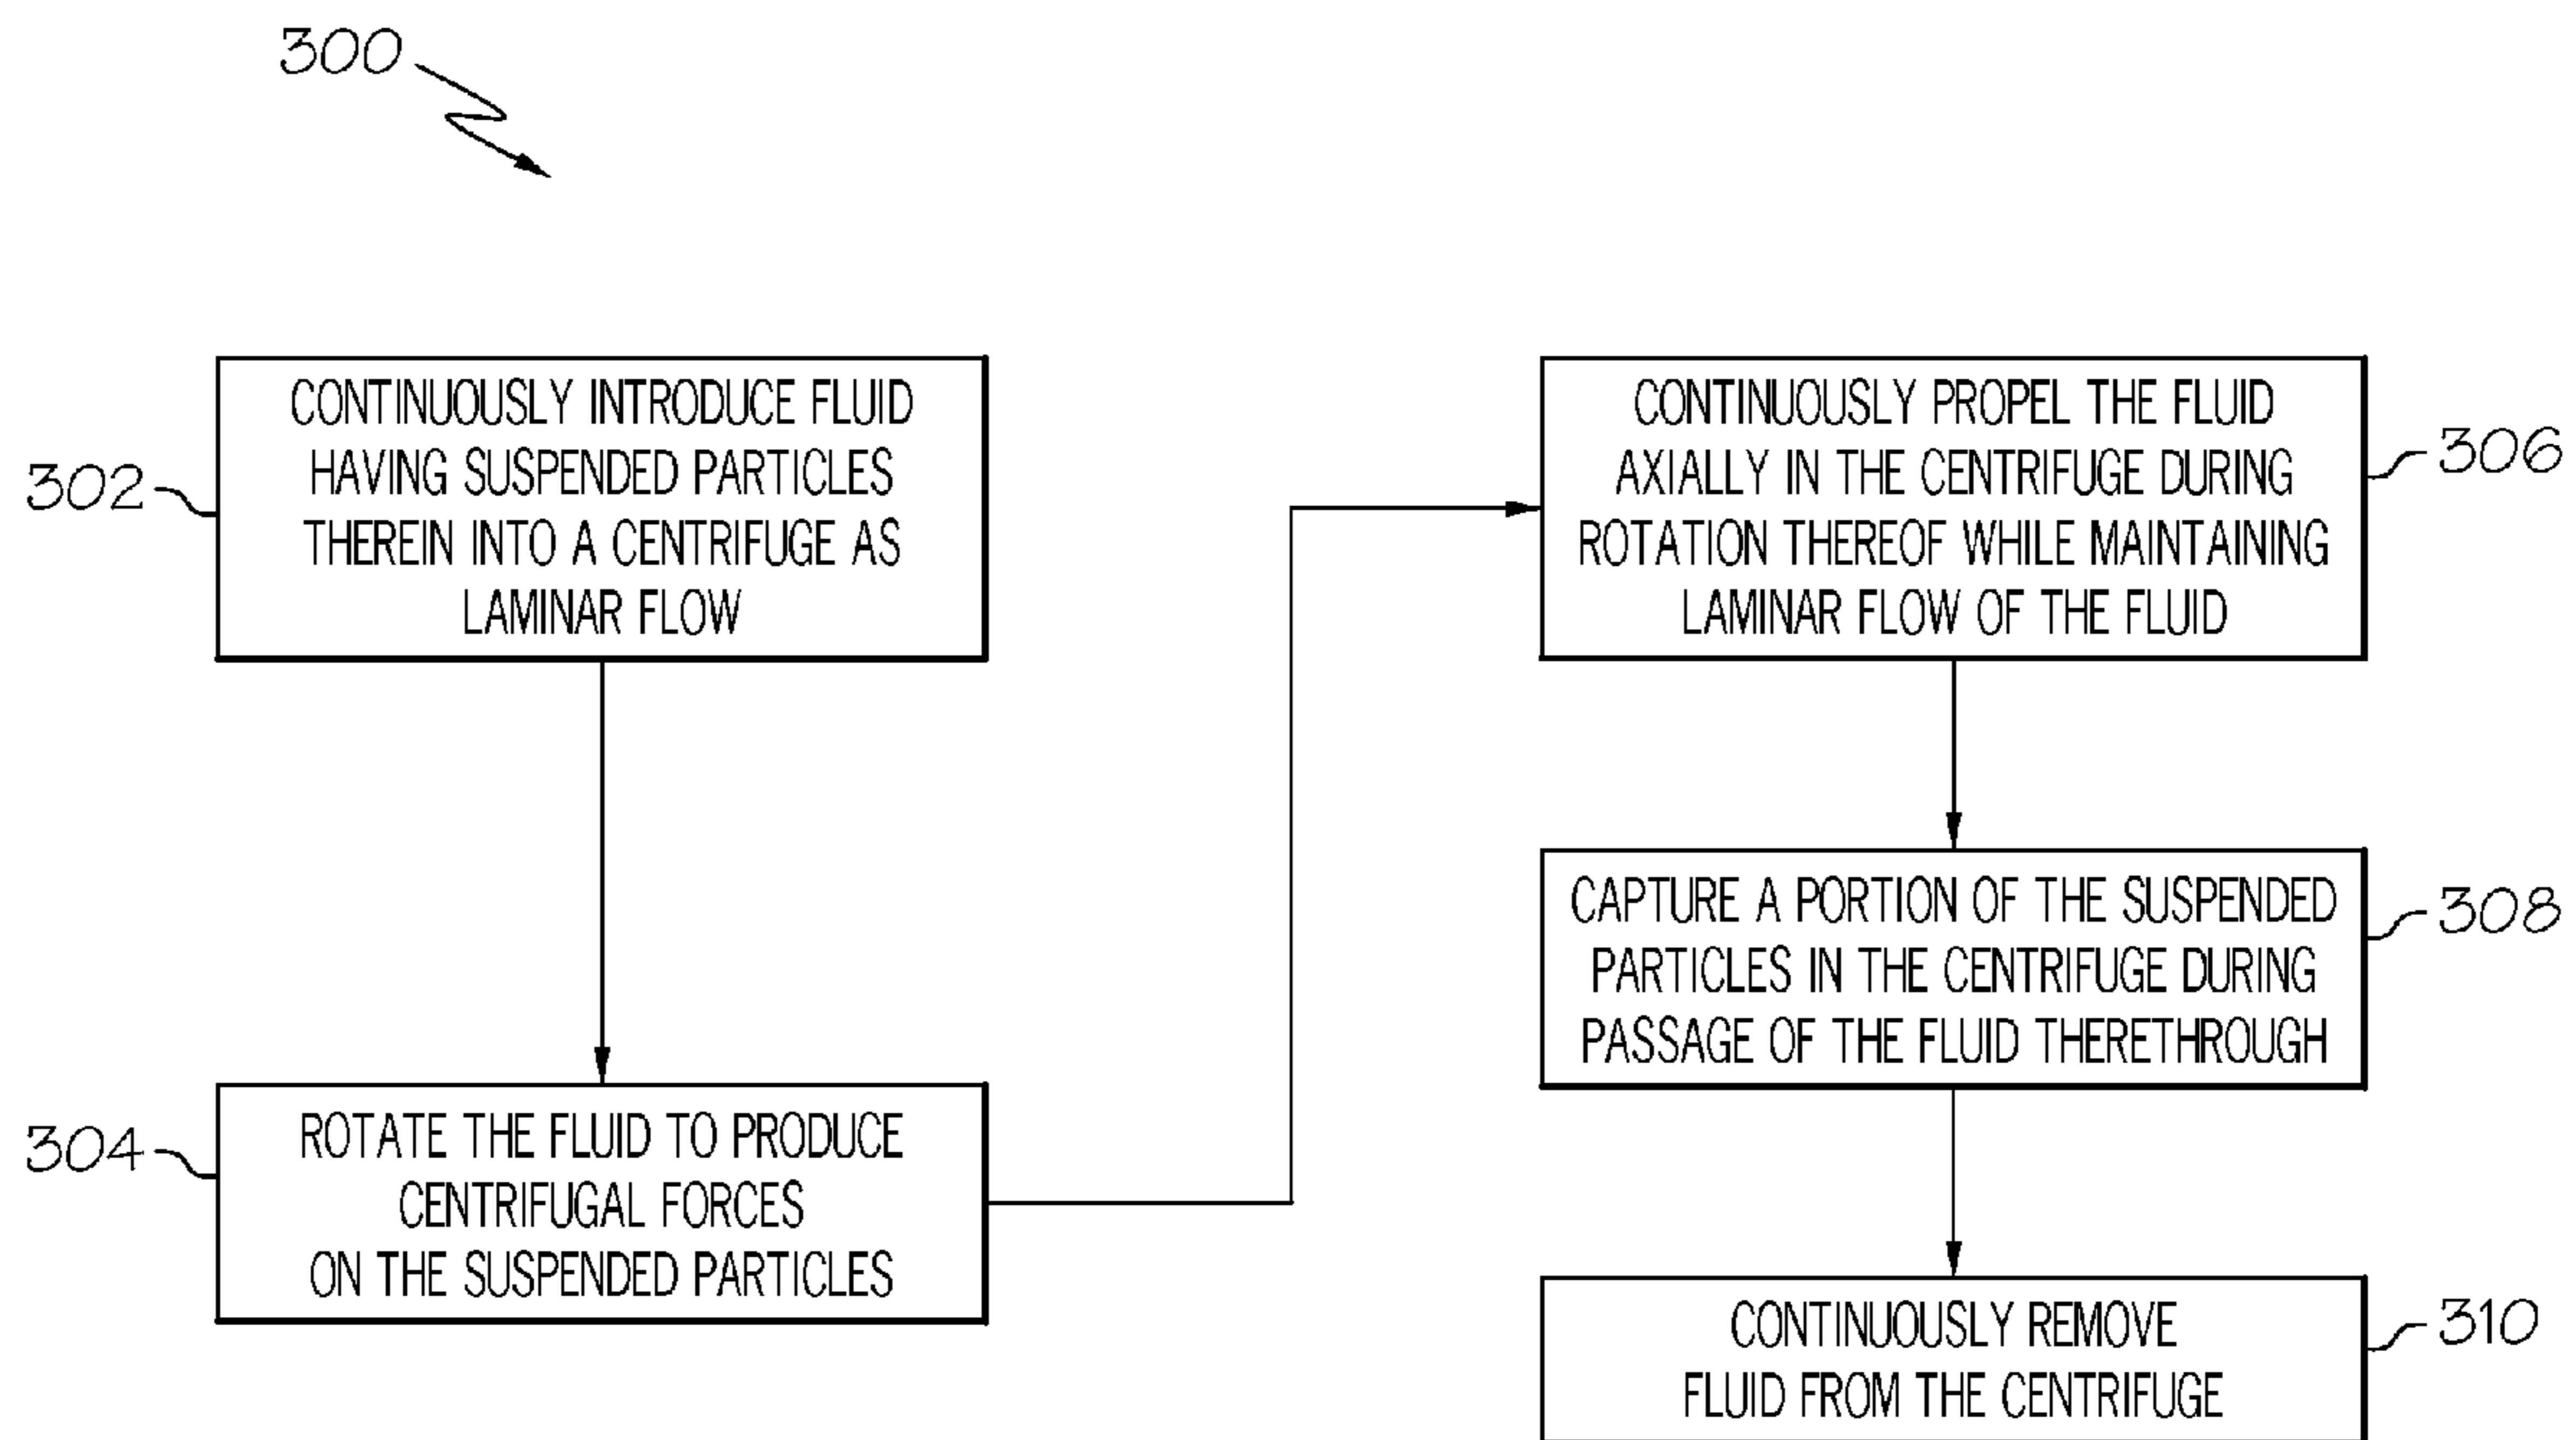 300
302
CONTINUOUSLY INTRODUCE FLUID
HAVING SUSPENDED PARTICLES
THEREIN INTO A CENTRIFUGE AS
LAMINAR FLOW
304
ROTATE THE FLUID TO PRODUCE
CENTRIFUGAL FORCES
ON THE SUSPENDED PARTICLES
306
CONTINUOUSLY PROPEL THE FLUID
AXIALLY IN THE CENTRIFUGE DURING
ROTATION THEREOF WHILE MAINTAINING
LAMINAR FLOW OF THE FLUID
308
CAPTURE A PORTION OF THE SUSPENDED
PARTICLES IN THE CENTRIFUGE DURING
PASSAGE OF THE FLUID THERETHROUGH
310
CONTINUOUSLY REMOVE
FLUID FROM THE CENTRIFUGE